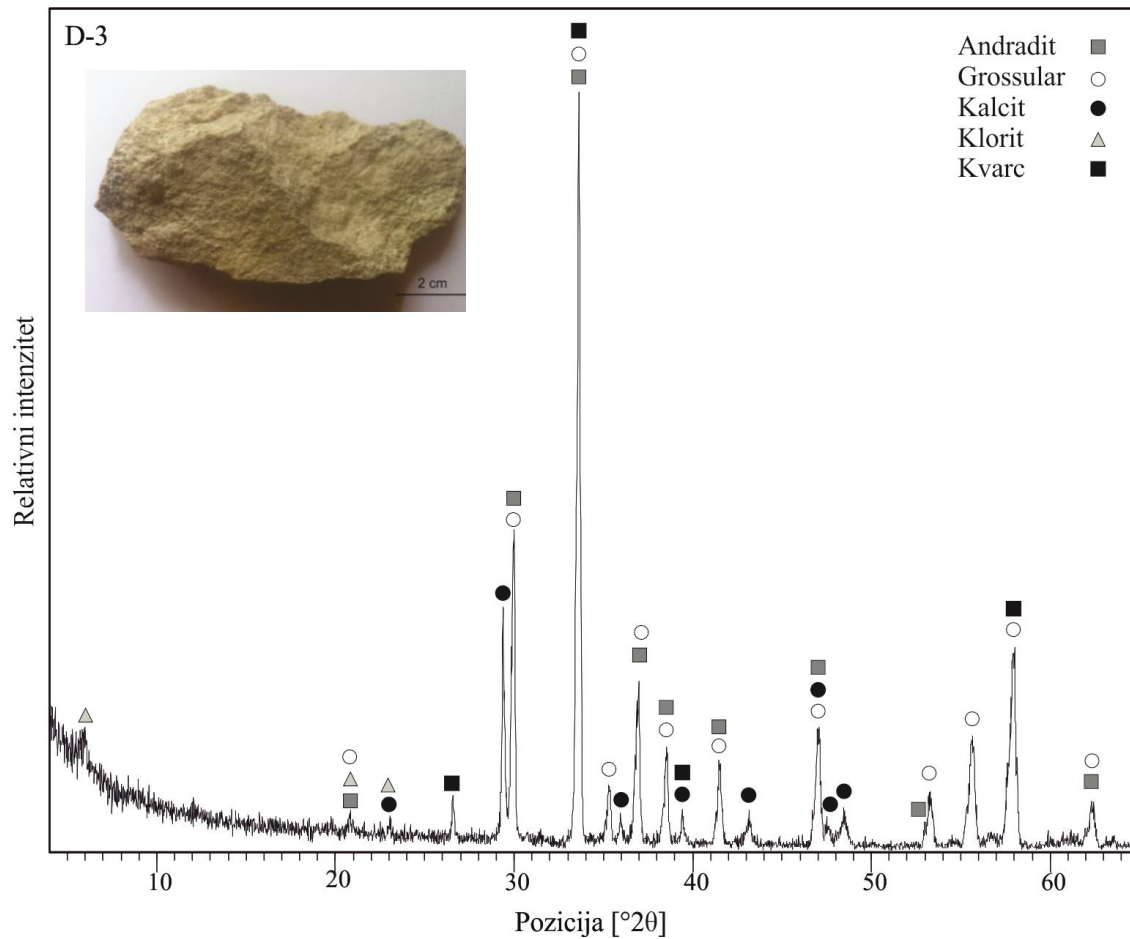 D-3
Andradit
Grossular
Kalcit
Klorit
Kvarc
2 cm
Relativni intenzitet
10 20 30 40 50 60
Pozicija [°2θ]